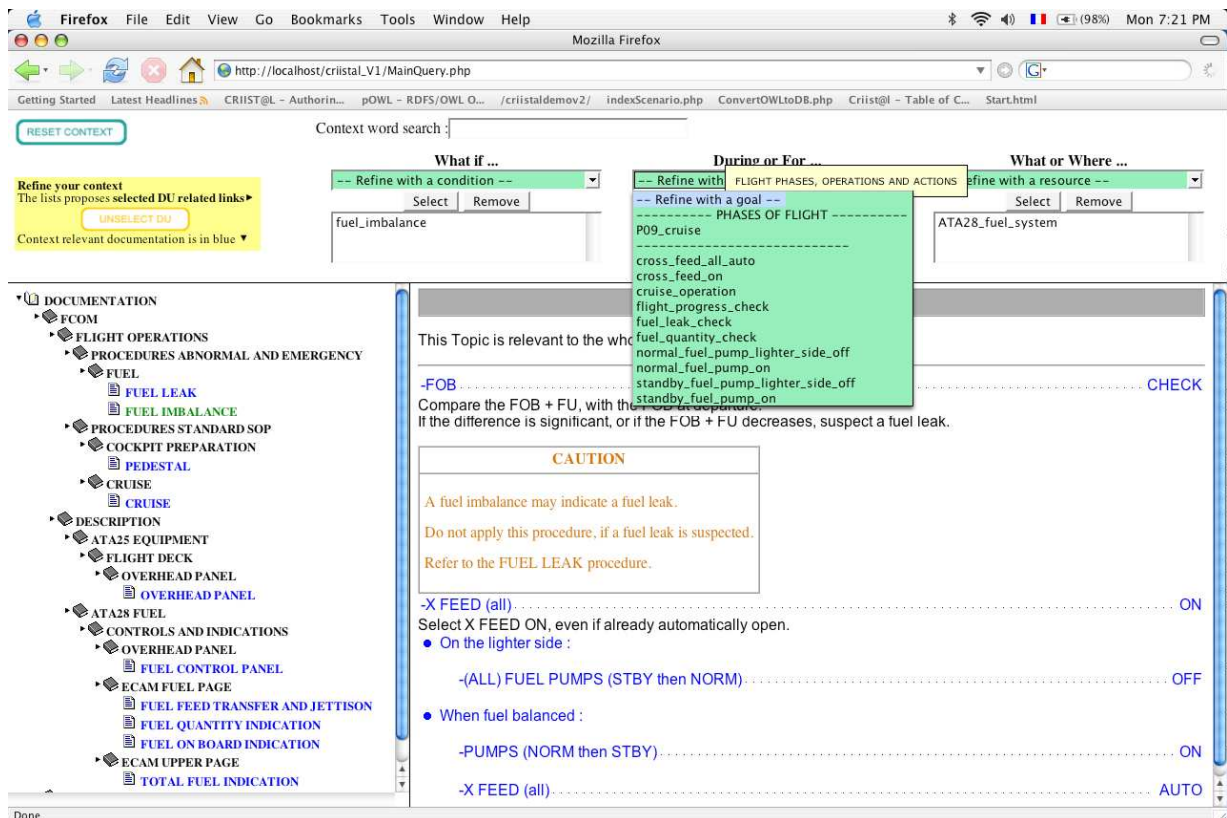 Firefox File Edit View Go Bookmarks Tools Window Help (98%) Mon 7:21 PM
Mozilla Firefox
http://localhost/criistal_V1/MainQuery.php G
Getting Started Latest Headlines CRIIST@L - Authorin... pOWL - RDFS/OWL O... /criistaldemov2/ indexScenario.php ConvertOWLtoDB.php Criist@l - Table of C... Start.html
RESET CONTEXT
Context word search :
What if ... During or For ... What or Where ...
-- Refine with a condition -- -- Refine with FLIGHT PHASES, OPERATIONS AND ACTIONS efine with a resource --
Refine your context
The lists proposes selected DU related links
UNSELECT DU
Context relevant documentation is in blue
Select Remove
fuel_imbalance
Select Remove
ATA28_fuel_system
-- Refine with a goal --
---------- PHASES OF FLIGHT ----------
P09_cruise
----------------------------
cross_feed_all_auto
cross_feed_on
cruise_operation
flight_progress_check
fuel_leak_check
fuel_quantity_check
normal_fuel_pump_lighter_side_off
normal_fuel_pump_on
standby_fuel_pump_lighter_side_off
standby_fuel_pump_on
DOCUMENTATION
FCOM
FLIGHT OPERATIONS
PROCEDURES ABNORMAL AND EMERGENCY
FUEL
FUEL LEAK
FUEL IMBALANCE
PROCEDURES STANDARD SOP
COCKPIT PREPARATION
PEDESTAL
CRUISE
CRUISE
DESCRIPTION
ATA25 EQUIPMENT
FLIGHT DECK
OVERHEAD PANEL
OVERHEAD PANEL
ATA28 FUEL
CONTROLS AND INDICATIONS
OVERHEAD PANEL
FUEL CONTROL PANEL
ECAM FUEL PAGE
FUEL FEED TRANSFER AND JETTISON
FUEL QUANTITY INDICATION
FUEL ON BOARD INDICATION
ECAM UPPER PAGE
TOTAL FUEL INDICATION
This Topic is relevant to the
-FOB CHECK
Compare the FOB + FU, with
If the difference is significant, or if the FOB + FU decreases, suspect a fuel leak.
CAUTION
A fuel imbalance may indicate a fuel leak.
Do not apply this procedure, if a fuel leak is suspected.
Refer to the FUEL LEAK procedure.
-X FEED (all) ON
Select X FEED ON, even if already automatically open.
● On the lighter side :
-(ALL) FUEL PUMPS (STBY then NORM) OFF
● When fuel balanced :
-PUMPS (NORM then STBY) ON
-X FEED (all) AUTO
Done